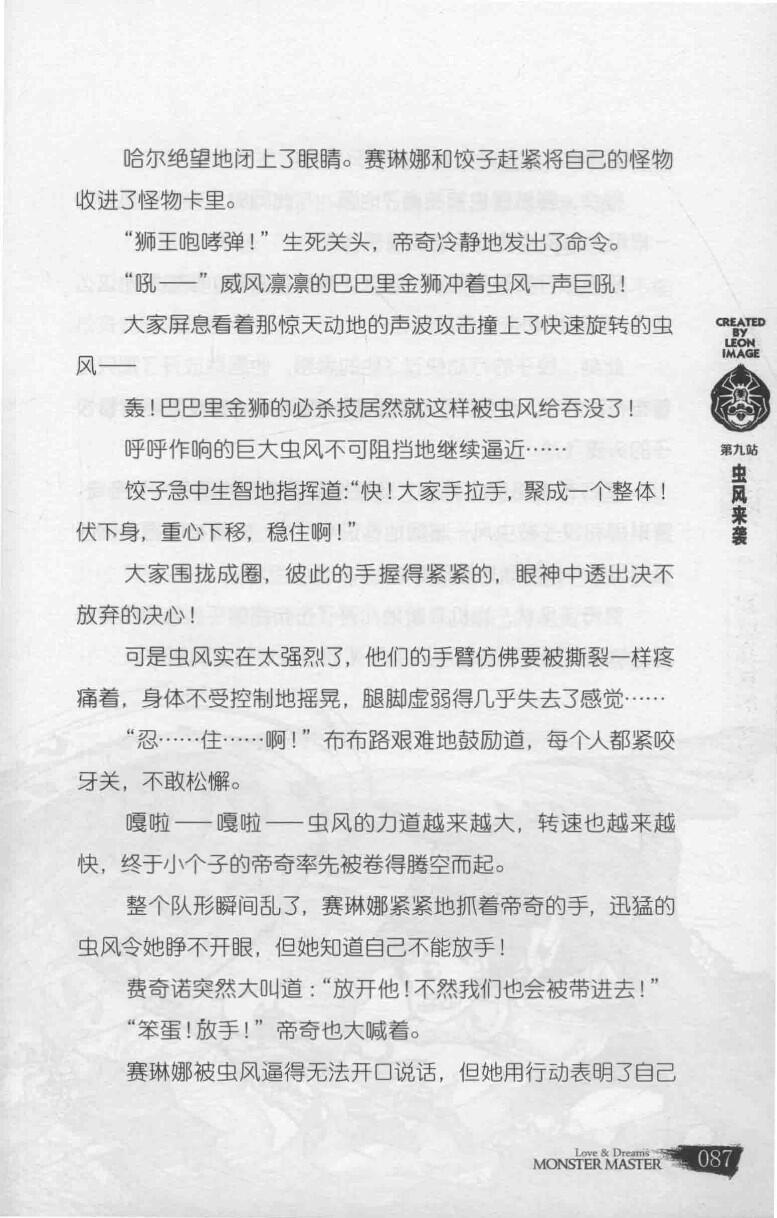 哈尔绝望地闭上了眼睛。赛琳娜和饺子赶紧将自己的怪物
收进了怪物卡里。
“狮王咆哮弹！”生死关头，帝奇冷静地发出了命令。
“吼——”威风凛凛的巴巴里金狮冲着虫风一声巨吼！
大家屏息看着那惊天动地的声波攻击撞上了快速旋转的虫
风——
轰！巴巴里金狮的必杀技居然就这样被虫风给吞没了！
呼呼作响的巨大虫风不可阻挡地继续逼近……
饺子急中生智地指挥道：“快！大家手拉手，聚成一个整体！
伏下身，重心下移，稳住啊！”
大家围拢成圈，彼此的手握得紧紧的，眼神中透出决不
放弃的决心！
可是虫风实在太强烈了，他们的手臂仿佛要被撕裂一样疼
痛着，身体不受控制地摇晃，腿脚虚弱得几乎失去了感觉……
“忍……住……啊！”布布路艰难地鼓励道，每个人都紧咬
牙关，不敢松懈。
嘎啦——嘎啦——虫风的力道越来越大，转速也越来越
快，终于小个子的帝奇率先被卷得腾空而起。
整个队形瞬间乱了，赛琳娜紧紧地抓着帝奇的手，迅猛的
虫风令她睁不开眼，但她知道自己不能放手！
费奇诺突然大叫道：“放开他！不然我们也会被带进去！”
“笨蛋！放手！”帝奇也大喊着。
赛琳娜被虫风逼得无法开口说话，但她用行动表明了自己
CREATED
BY
LEON
IMAGE
第九站
虫风来袭
Love & Dreams
MONSTER MASTER
087